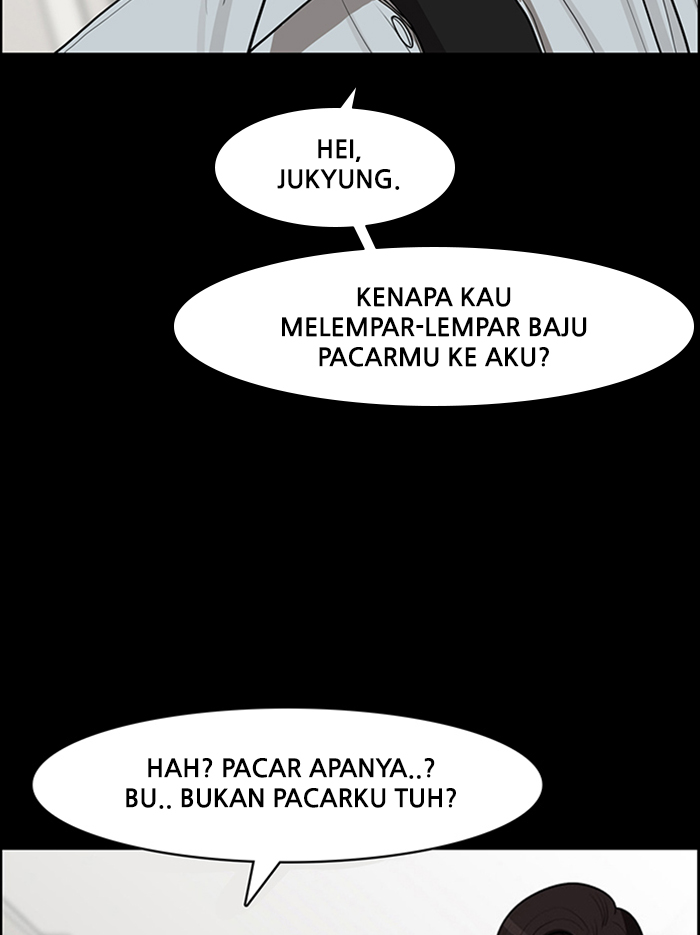 HEI,
JUKYUNG.
KENAPA KAU
MELEMPAR-LEMPAR BAJU
PACARMU KE AKU?
HAH? PACAR APANYA..?
BU.. BUKAN PACARKU TUH?